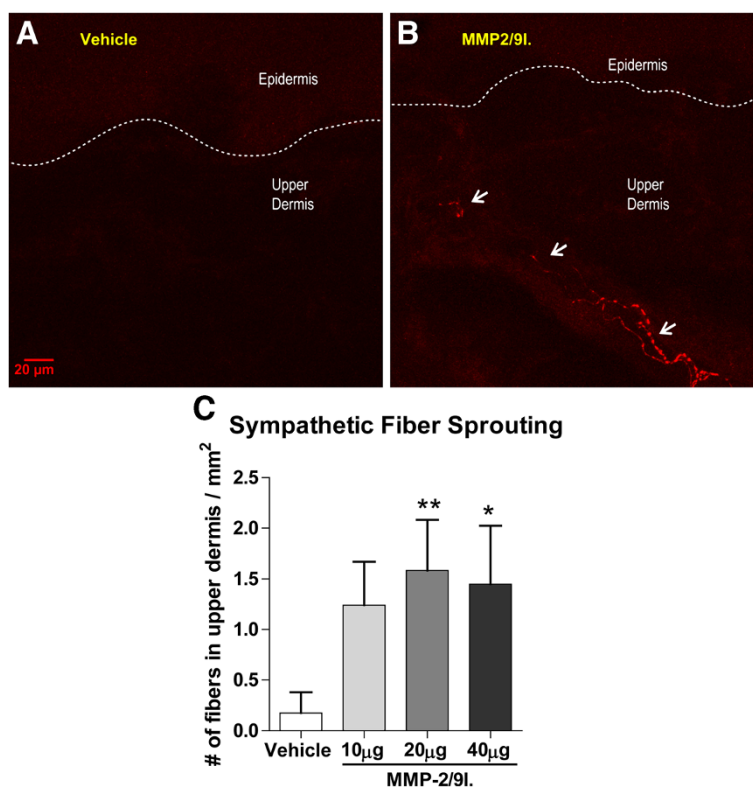 A
Vehicle
Epidermis
Upper
Dermis
20 µm
B
MMP2/9I.
Epidermis
Upper
Dermis
C
Sympathetic Fiber Sprouting
# of fibers in upper dermis / mm²
2.5
2.0
1.5
1.0
0.5
0.0
**
*
Vehicle 10µg 20µg 40µg
MMP-2/9I.